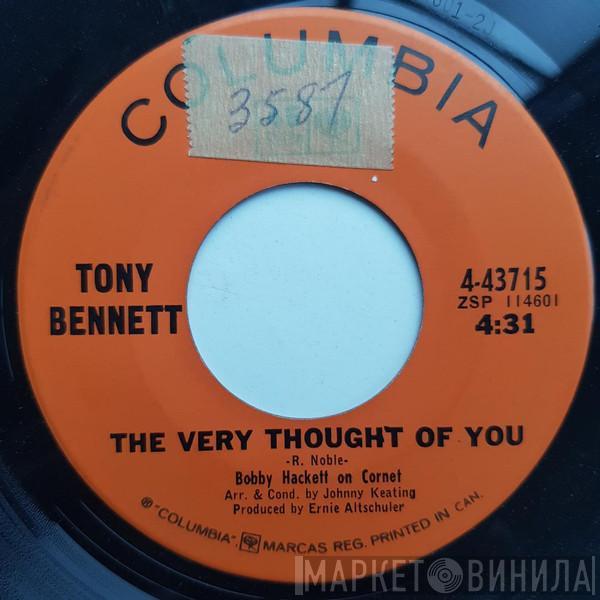 COLUMBIA
3587
TONY BENNETT
4-43715
ZSP 114601
4:31
THE VERY THOUGHT OF YOU
-R. Noble-
Bobby Hackett on Cornet
Arr. & Cond. by Johnny Keating
Produced by Ernie Altschuler
® "COLUMBIA", MARCAS REG. PRINTED IN CAN.
МАРКЕТ ВИНИЛА